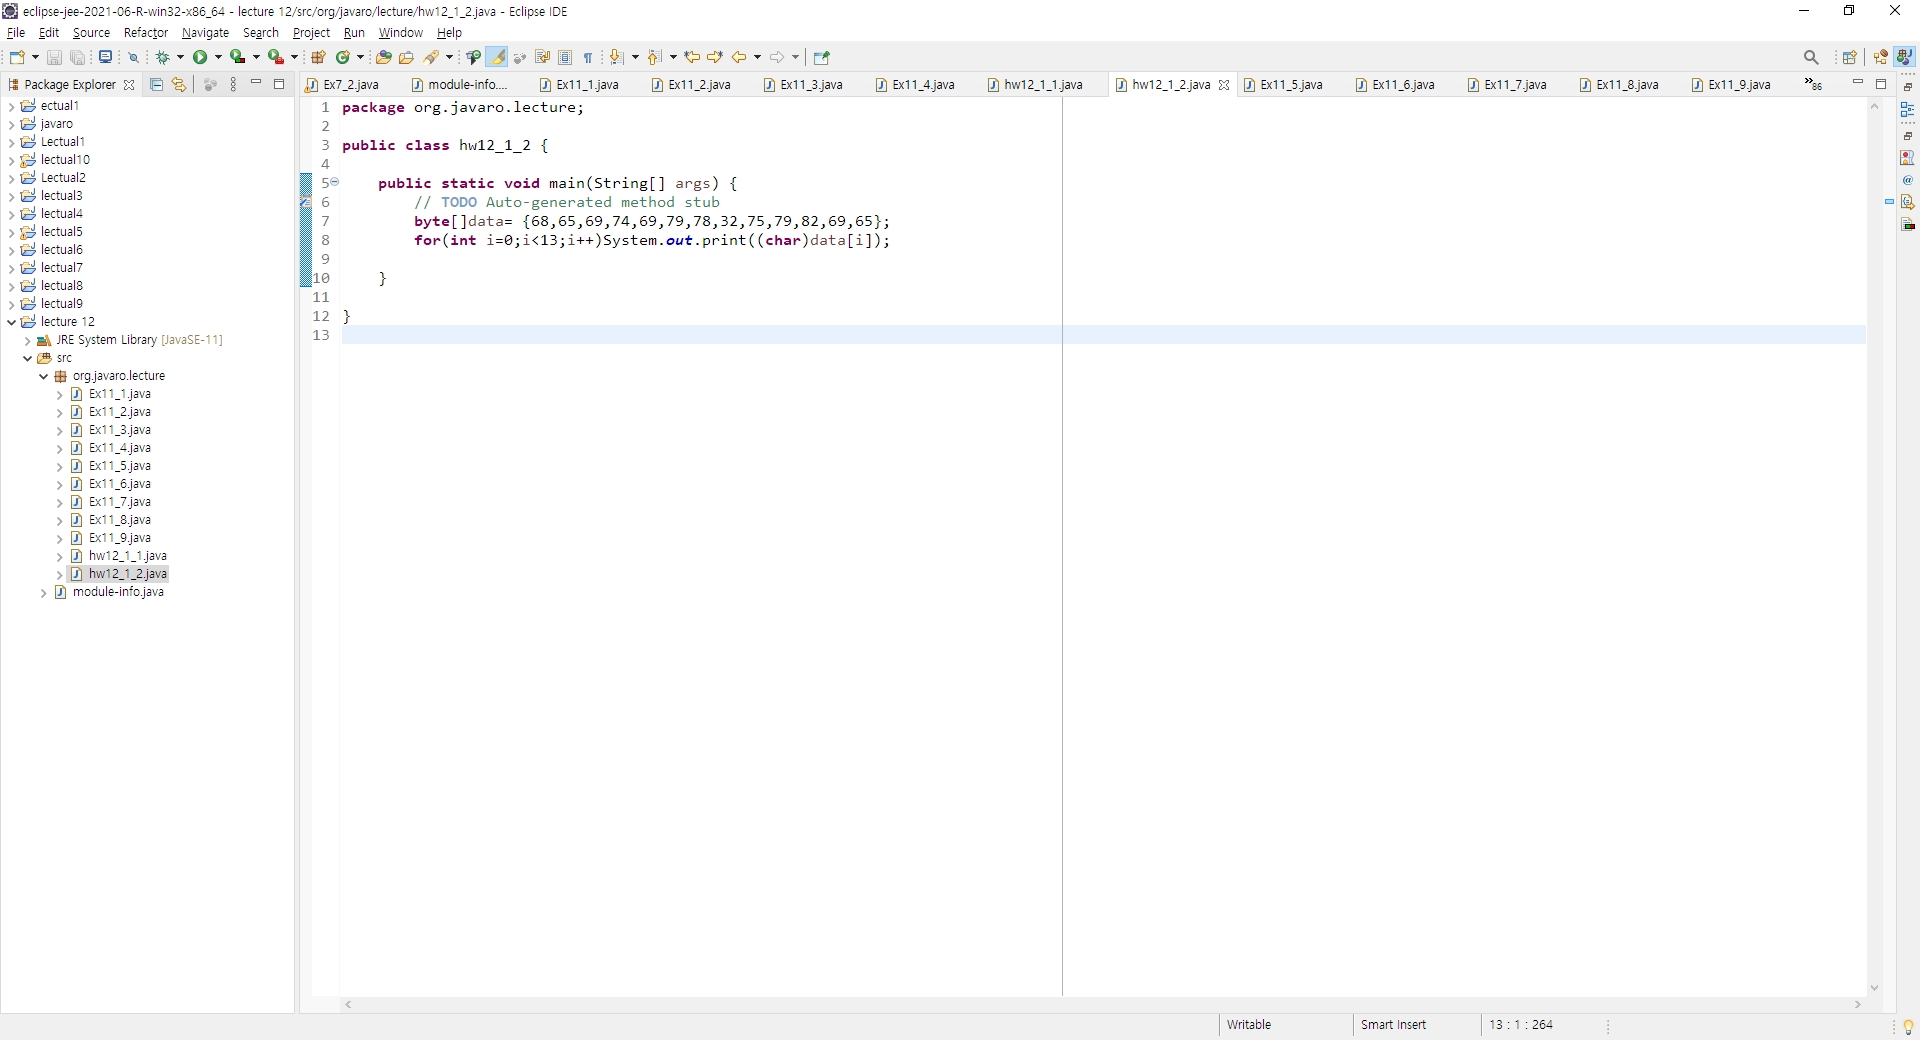 eclipse-jee-2021-06-R-win32-x86_64 - lecture 12/src/org/javaro/lecture/hw12_1_2.java - Eclipse IDE
File Edit Source Refactor Navigate Search Project Run Window Help
Package Explorer
Ex7_2.java module-info.... Ex11_1.java Ex11_2.java Ex11_3.java Ex11_4.java hw12_1_1.java hw12_1_2.java Ex11_5.java Ex11_6.java Ex11_7.java Ex11_8.java Ex11_9.java »86
ectual1
javaro
Lectual1
lectual10
Lectual2
lectual3
lectual4
lectual5
lectual6
lectual7
lectual8
lectual9
lecture 12
JRE System Library [JavaSE-11]
src
org.javaro.lecture
Ex11_1.java
Ex11_2.java
Ex11_3.java
Ex11_4.java
Ex11_5.java
Ex11_6.java
Ex11_7.java
Ex11_8.java
Ex11_9.java
hw12_1_1.java
hw12_1_2.java
module-info.java
1 package org.javaro.lecture;
2
3 public class hw12_1_2 {
4
5 public static void main(String[] args) {
6 // TODO Auto-generated method stub
7 byte[]data= {68,65,69,74,69,79,78,32,75,79,82,69,65};
8 for(int i=0;i<13;i++)System.out.print((char)data[i]);
9
10 }
11
12 }
13
Writable Smart Insert 13 : 1 : 264